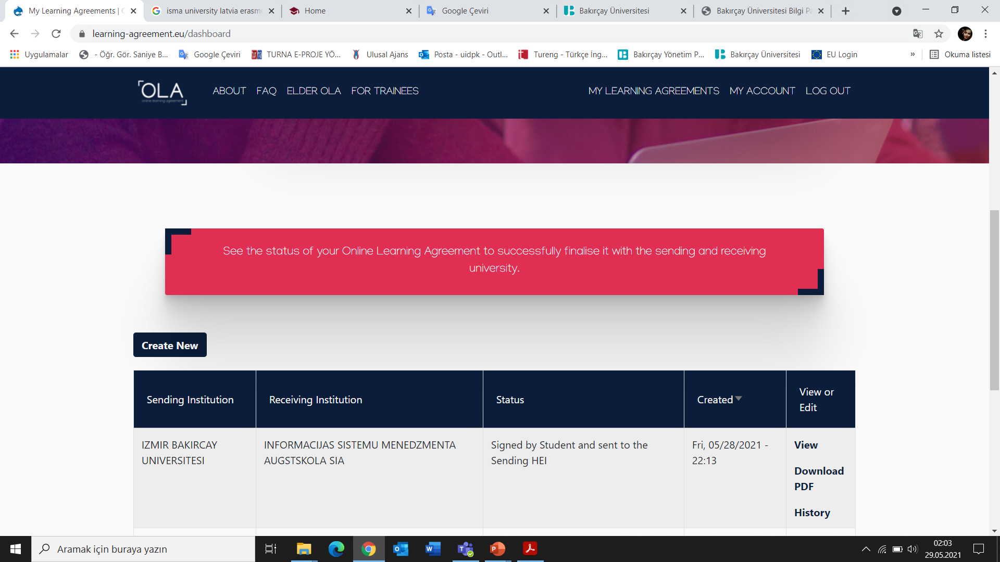 My Learning Agreements |
isma university latvia erasmu
Home
Google Çeviri
Bakırçay Üniversitesi
Bakırçay Üniversitesi Bilgi Pa
learning-agreement.eu/dashboard
Uygulamalar
- Öğr. Gör. Saniye B...
Google Çeviri
TURNA E-PROJE YÖ...
Ulusal Ajans
Posta - uidpk - Outl...
Tureng - Türkçe İng...
Bakırçay Yönetim P...
Bakırçay Üniversitesi
EU Login
»
Okuma listesi
OLA
online learning agreement
ABOUT
FAQ
ELDER OLA
FOR TRAINEES
MY LEARNING AGREEMENTS
MY ACCOUNT
LOG OUT
See the status of your Online Learning Agreement to successfully finalise it with the sending and receiving
university.
Create New
Sending Institution
Receiving Institution
Status
Created
View or
Edit
IZMIR BAKIRCAY
UNIVERSITESI
INFORMACIJAS SISTEMU MENEDZMENTA
AUGSTSKOLA SIA
Signed by Student and sent to the
Sending HEI
Fri, 05/28/2021 -
22:13
View
Download
PDF
History
Aramak için buraya yazın
02:03
29.05.2021